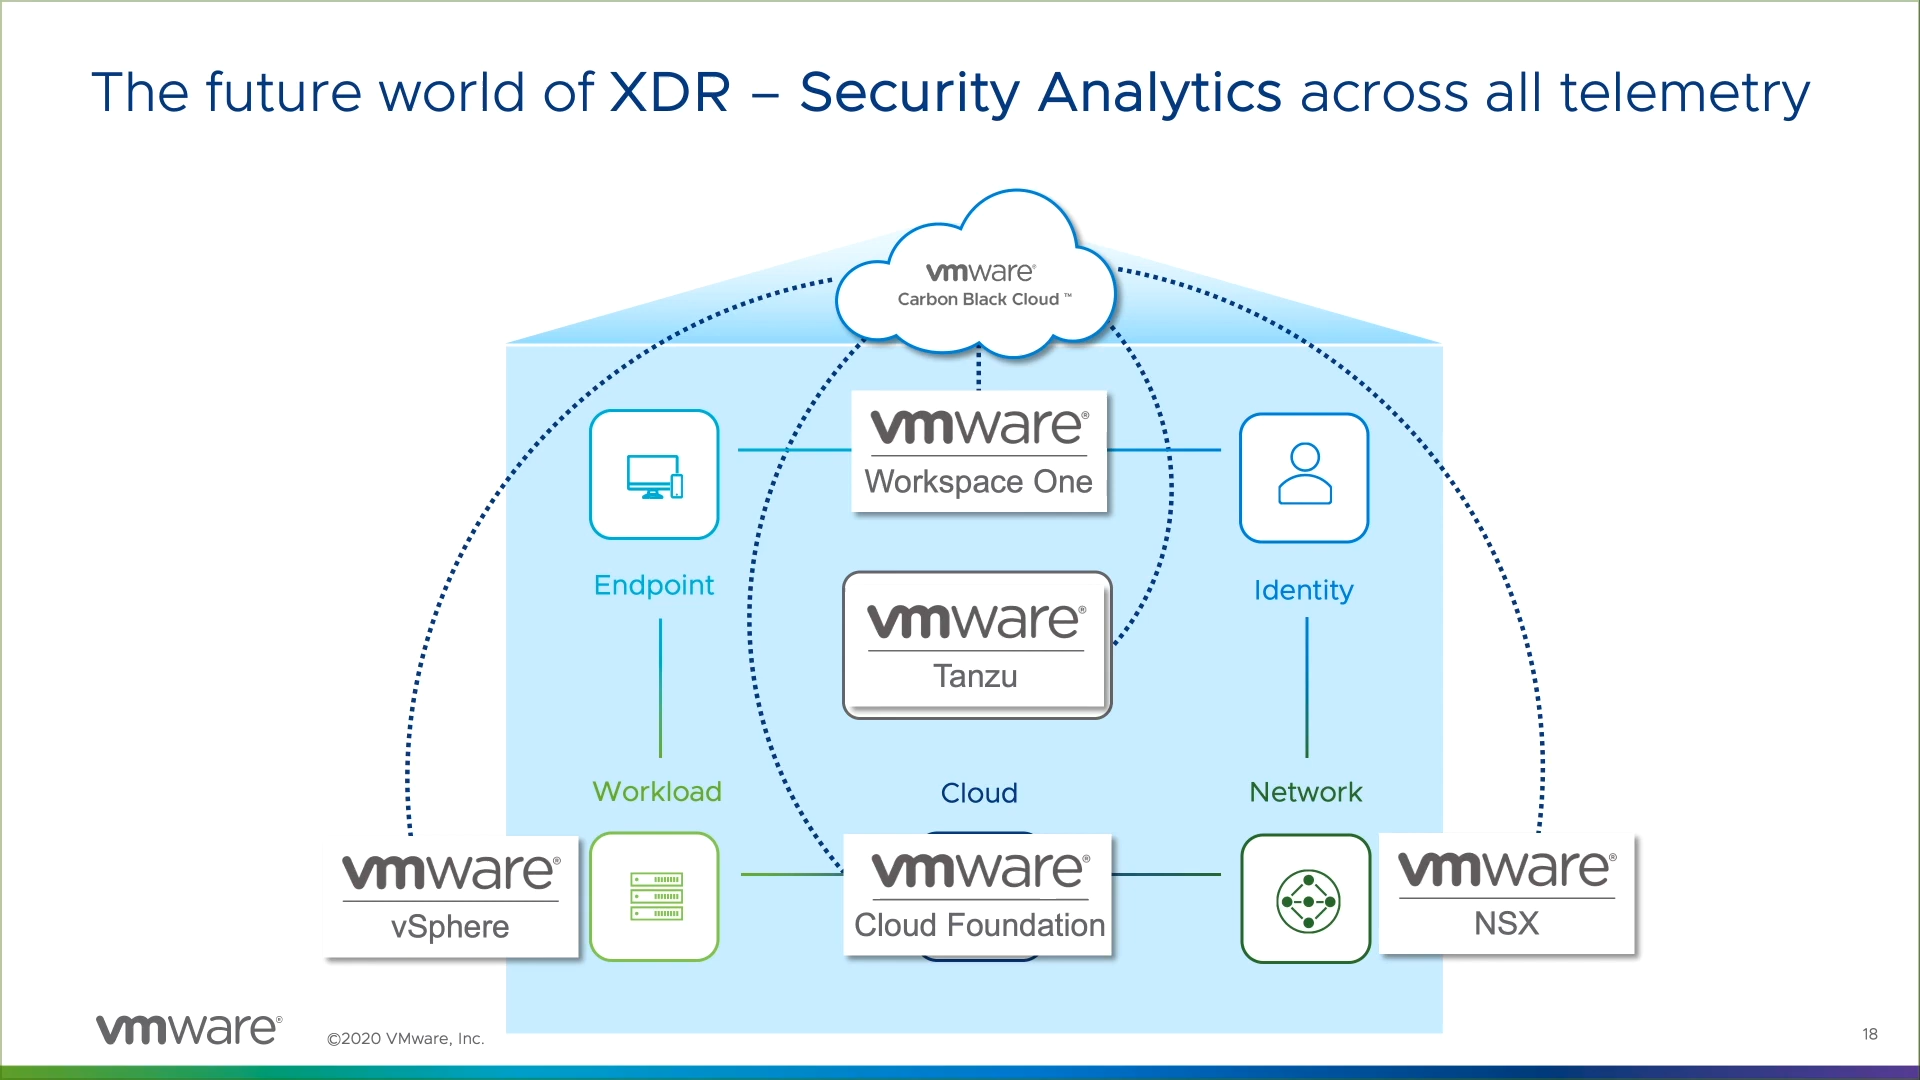 The future world of XDR – Security Analytics across all telemetry
vmware®
Carbon Black Cloud ™
vmware®
Workspace One
Endpoint
Identity
vmware®
Tanzu
Workload
Cloud
Network
vmware®
vSphere
vmware®
Cloud Foundation
vmware®
NSX
vmware®
©2020 VMware, Inc.
18